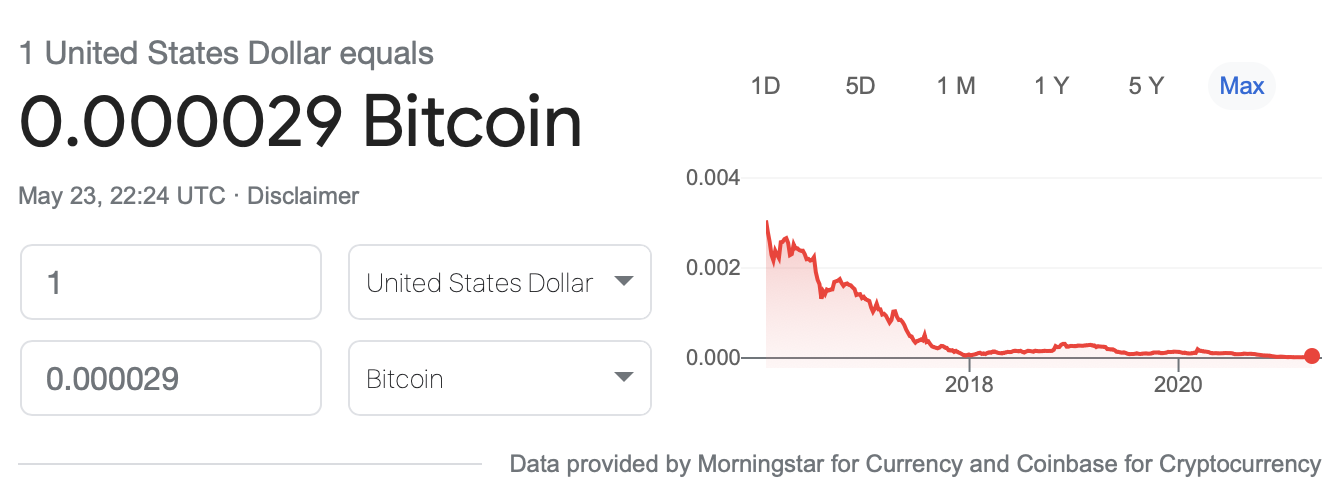 1 United States Dollar equals
0.000029 Bitcoin
May 23, 22:24 UTC · Disclaimer
1
United States Dollar
0.000029
Bitcoin
1D 5D 1 M 1 Y 5 Y Max
0.004
0.002
0.000
2018 2020
Data provided by Morningstar for Currency and Coinbase for Cryptocurrency